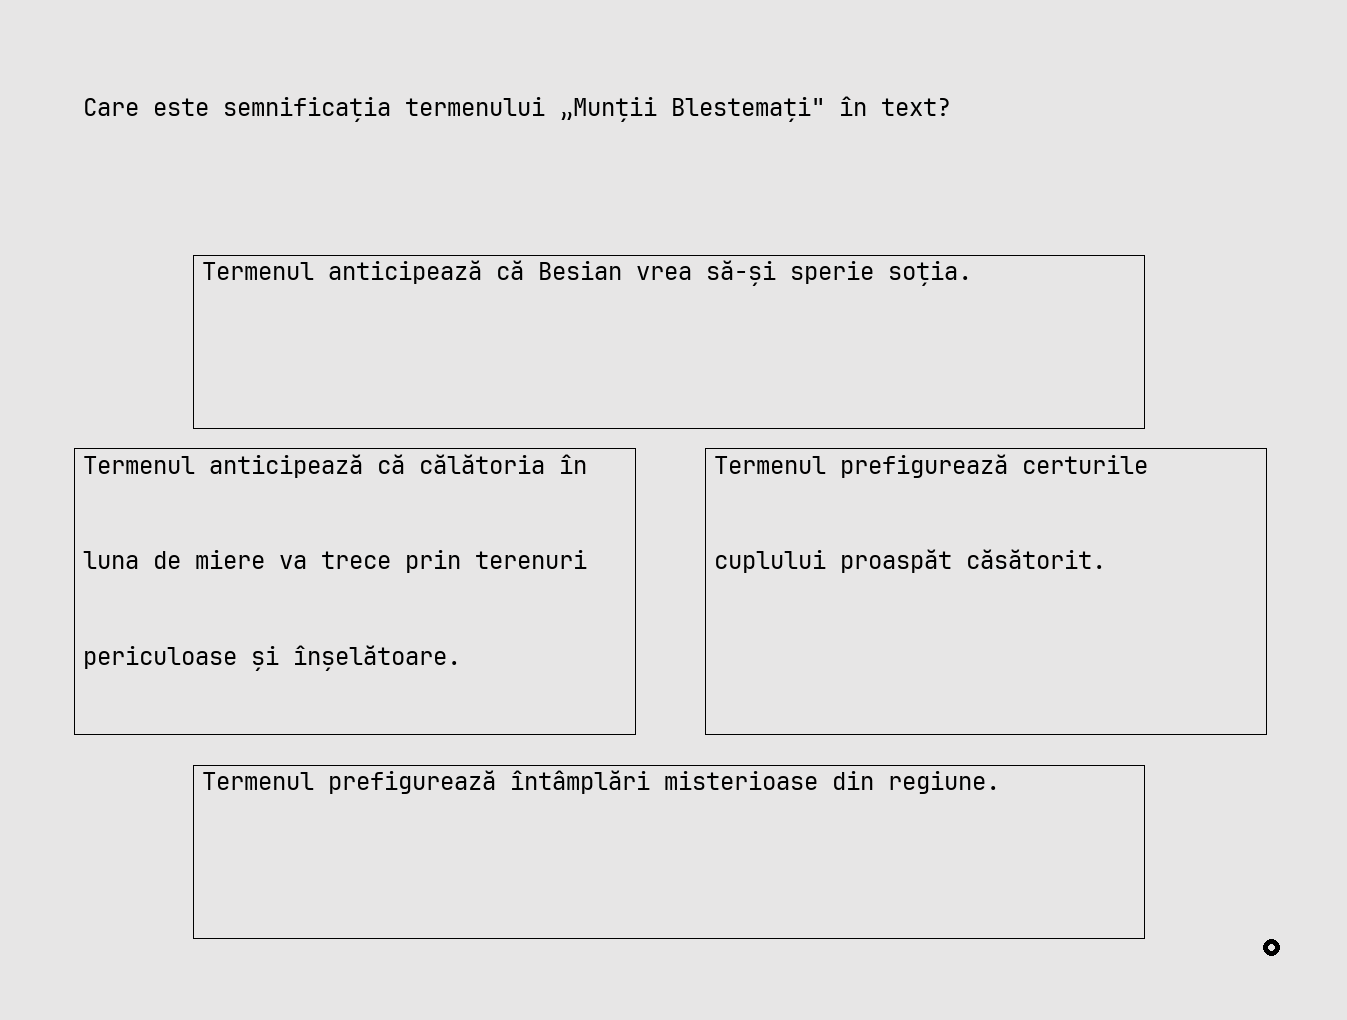 Care este semnificația termenului „Munții Blestemați" în text?
Termenul anticipează că Besian vrea să-și sperie soția.
Termenul anticipează că călătoria în
luna de miere va trece prin terenuri
periculoase și înșelătoare.
Termenul prefigurează certurile
cuplului proaspăt căsătorit.
Termenul prefigurează întâmplări misterioase din regiune.